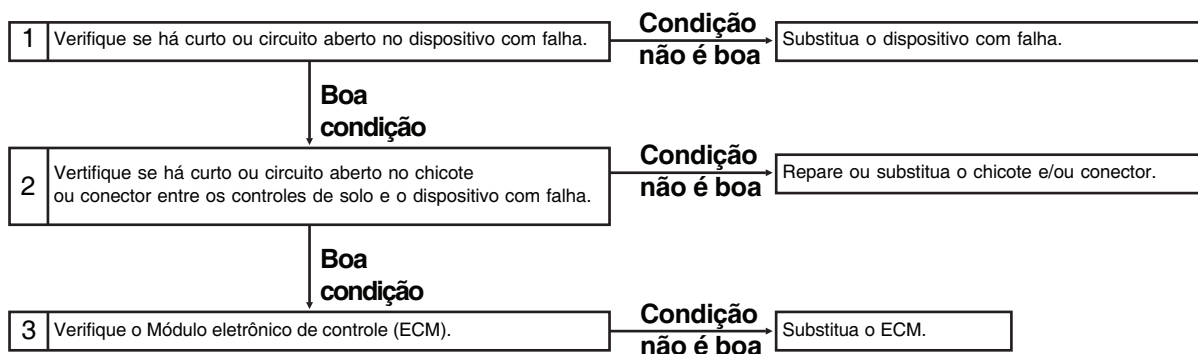 1 Verifique se há curto ou circuito aberto no dispositivo com falha.
Condição
não é boa
Substitua o dispositivo com falha.
Boa
condição
2 Vertifique se há curto ou circuito aberto no chicote
ou conector entre os controles de solo e o dispositivo com falha.
Condição
não é boa
Repare ou substitua o chicote e/ou conector.
Boa
condição
3 Verifique o Módulo eletrônico de controle (ECM).
Condição
não é boa
Substitua o ECM.